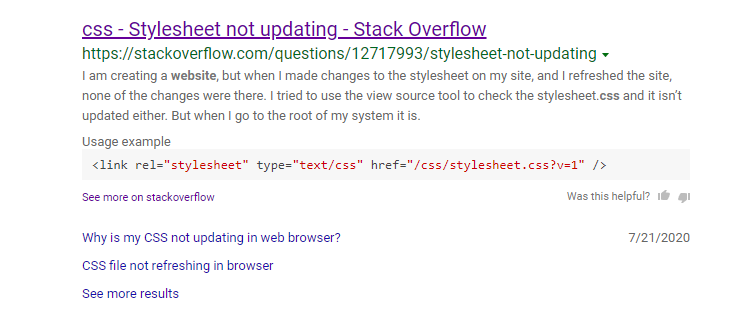 css - Stylesheet not updating - Stack Overflow
https://stackoverflow.com/questions/12717993/stylesheet-not-updating
I am creating a website, but when I made changes to the stylesheet on my site, and I refreshed the site,
none of the changes were there. I tried to use the view source tool to check the stylesheet.css and it isn’t
updated either. But when I go to the root of my system it is.
Usage example
<link rel="stylesheet" type="text/css" href="/css/stylesheet.css?v=1" />
See more on stackoverflow
Was this helpful?
Why is my CSS not updating in web browser?
7/21/2020
CSS file not refreshing in browser
See more results